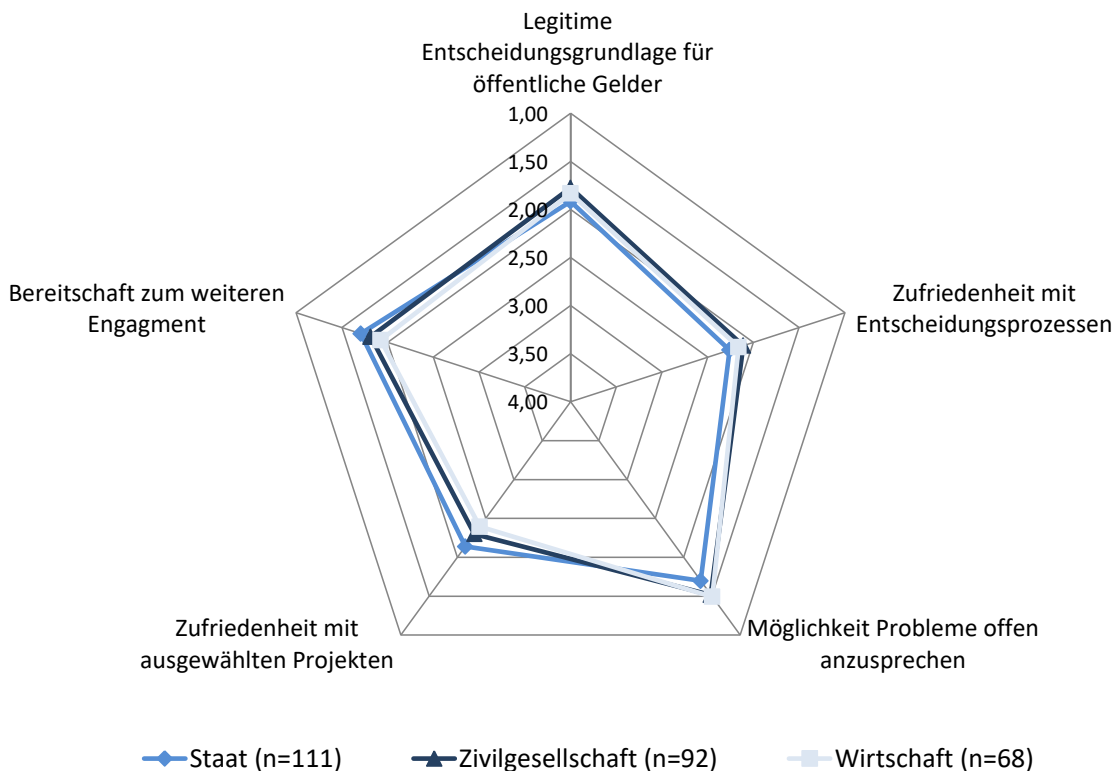 Legitime
Entscheidungsgrundlage für
öffentliche Gelder
1,00
1,50
2,00
2,50
3,00
3,50
4,00
Bereitschaft zum weiteren
Engagment
Zufriedenheit mit
Entscheidungsprozessen
Zufriedenheit mit
ausgewählten Projekten
Möglichkeit Probleme offen
anzusprechen
Staat (n=111) Zivilgesellschaft (n=92) Wirtschaft (n=68)